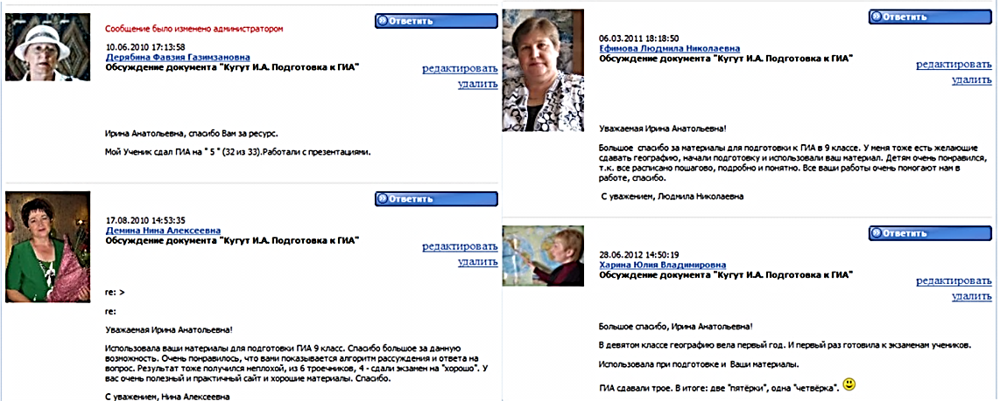 Ответить
Сообщение было изменено администратором
10.06.2010 17:13:58
Дерябина Фавзия Газимзановна
Обсуждение документа "Кугут И.А. Подготовка к ГИА"
редактировать
удалить
Ирина Анатольевна, спасибо Вам за ресурс.
Мой Ученик сдал ГИА на " 5 " (32 из 33).Работали с презентациями.
Ответить
17.08.2010 14:53:35
Демина Нина Алексеевна
Обсуждение документа "Кугут И.А. Подготовка к ГИА"
редактировать
удалить
re: >
re:
Уважаемая Ирина Анатольевна!
Использовала ваши материалы для подготовки ГИА 9 класс. Спасибо большое за данную
возможность. Очень понравилось, что вами показывается алгоритм рассуждения и ответа на
вопрос. Результат тоже получился неплохой, из 6 троечников, 4 - сдали экзамен на "хорошо". У
вас очень полезный и практичный сайт и хорошие материалы. Спасибо.
С уважением, Нина Алексеевна
Ответить
06.03.2011 18:18:50
Ефимова Людмила Николаевна
Обсуждение документа "Кугут И.А. Подготовка к ГИА"
редактировать
удалить
Уважаемая Ирина Анатольевна!
Большое спасибо за материалы для подготовки к ГИА в 9 классе. У меня тоже есть желающие
сдавать географию, начали подготовку и использовали ваш материал. Детям очень понравился,
т.к. все расписано пошагово, подробно и понятно. Все ваши работы очень помогают нам в
работе, спасибо.
С уважением, Людмила Николаевна
Ответить
28.06.2012 14:50:19
Харина Юлия Владимировна
Обсуждение документа "Кугут И.А. Подготовка к ГИА"
редактировать
удалить
Большое спасибо, Ирина Анатольевна!
В девятом классе географию вела первый год. И первый раз готовила к экзаменам учеников.
Использовала при подготовке и Ваши материалы.
ГИА сдавали трое. В итоге: две "пятёрки", одна "четвёрка".